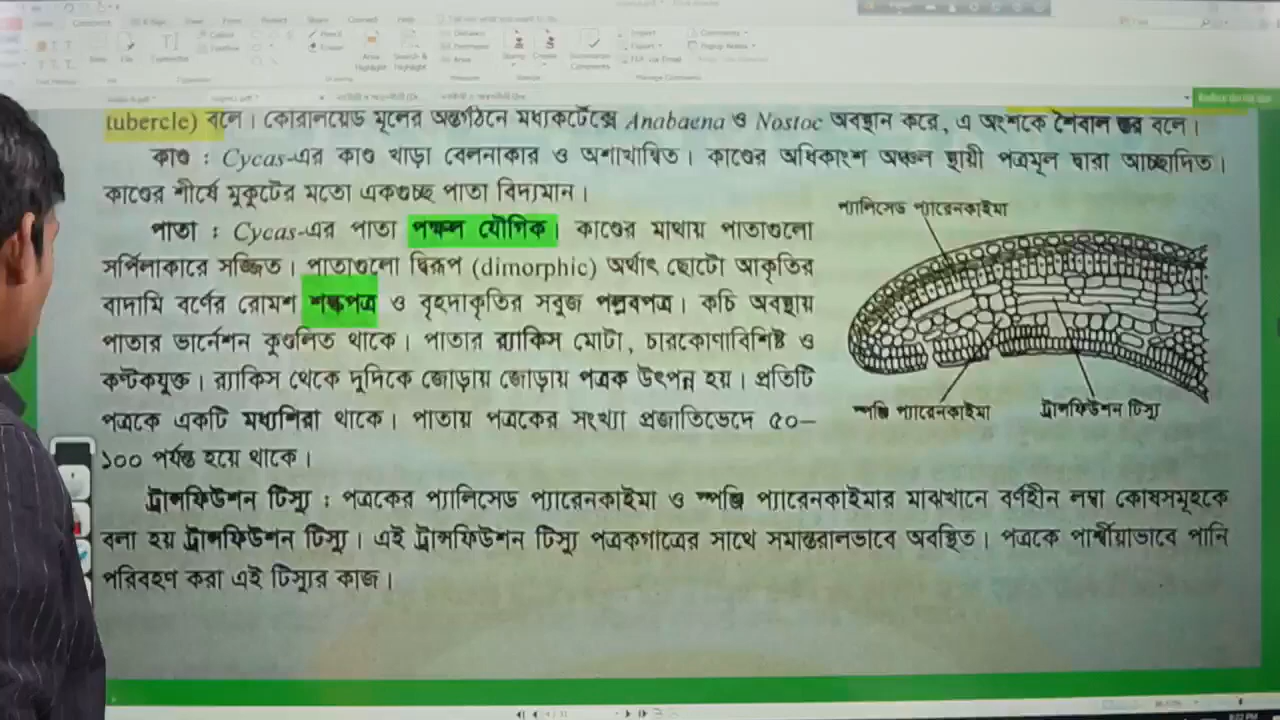 tubercle) বলে। কোরালয়েড মূলের অন্তর্গঠনে মধ্যকর্টেক্সে Anabaena ও Nostoc অবস্থান করে, এ অংশকে শৈবাল স্তর বলে।
কাণ্ড : Cycas-এর কাণ্ড খাড়া বেলনাকার ও অশাখান্বিত। কাণ্ডের অধিকাংশ অঞ্চল স্থায়ী পত্রমূল দ্বারা আচ্ছাদিত।
কাণ্ডের শীর্ষে মুকুটের মতো একগুচ্ছ পাতা বিদ্যমান।
প্যালিসেড প্যারেনকাইমা
পাতা : Cycas-এর পাতা পক্ষল যৌগিক। কাণ্ডের মাথায় পাতাগুলো
সর্পিলাকারে সজ্জিত। পাতাগুলো দ্বিরূপ (dimorphic) অর্থাৎ ছোটো আকৃতির
বাদামি বর্ণের রোমশ শল্কপত্র ও বৃহদাকৃতির সবুজ পল্লবপত্র। কচি অবস্থায়
পাতার ভার্নেশন কুণ্ডলিত থাকে। পাতার র‍্যাকিস মোটা, চারকোণাবিশিষ্ট ও
কণ্টকযুক্ত। র‍্যাকিস থেকে দুদিকে জোড়ায় জোড়ায় পত্রক উৎপন্ন হয়। প্রতিটি
পত্রকে একটি মধ্যশিরা থাকে। পাতায় পত্রকের সংখ্যা প্রজাতিভেদে ৫০–
১০০ পর্যন্ত হয়ে থাকে।
স্পঞ্জি প্যারেনকাইমা
ট্রান্সফিউশন টিস্যু
ট্রান্সফিউশন টিস্যু : পত্রকের প্যালিসেড প্যারেনকাইমা ও স্পঞ্জি প্যারেনকাইমার মাঝখানে বর্ণহীন লম্বা কোষসমূহকে
বলা হয় ট্রান্সফিউশন টিস্যু। এই ট্রান্সফিউশন টিস্যু পত্রকপাত্রের সাথে সমান্তরালভাবে অবস্থিত। পত্রকে পার্শ্বীয়ভাবে পানি
পরিবহণ করা এই টিস্যুর কাজ।